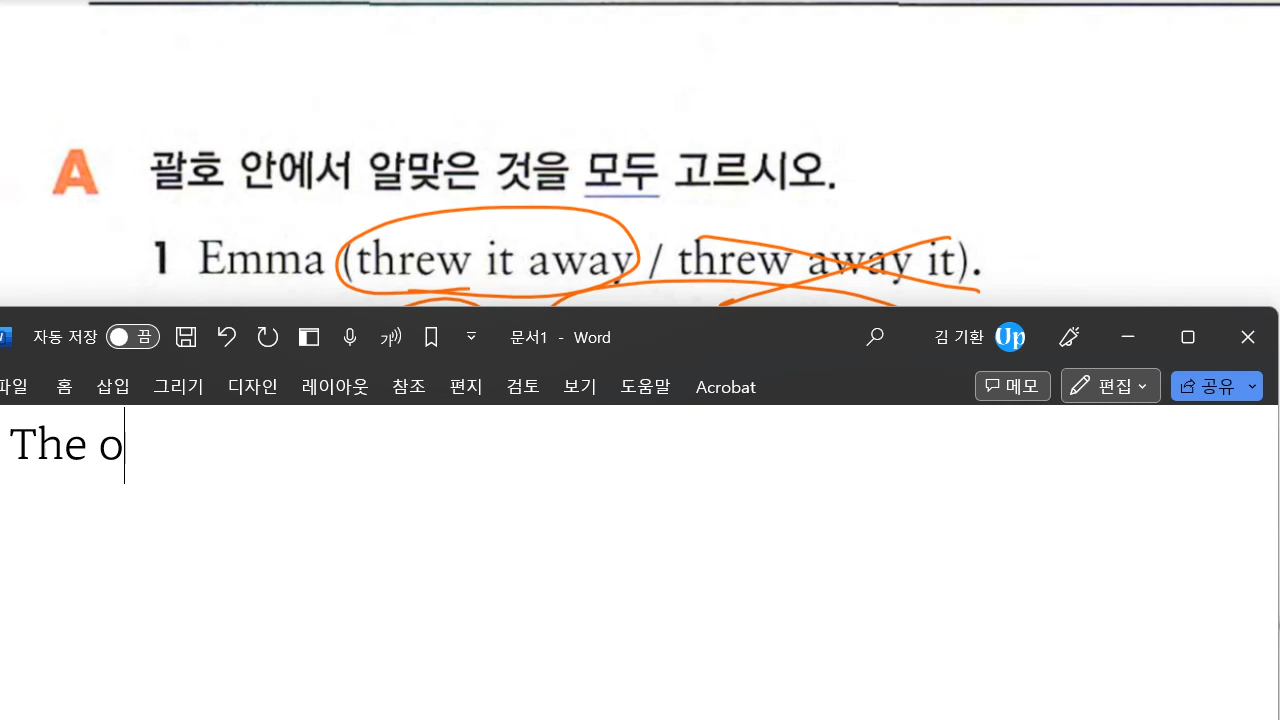 A 괄호 안에서 알맞은 것을 모두 고르시오.
1 Emma (threw it away / threw away it).
자동 저장 끔 가)) 문서1 - Word 김 기환 Up
파일 홈 삽입 그리기 디자인 레이아웃 참조 편지 검토 보기 도움말 Acrobat 메모 편집 공유
The o